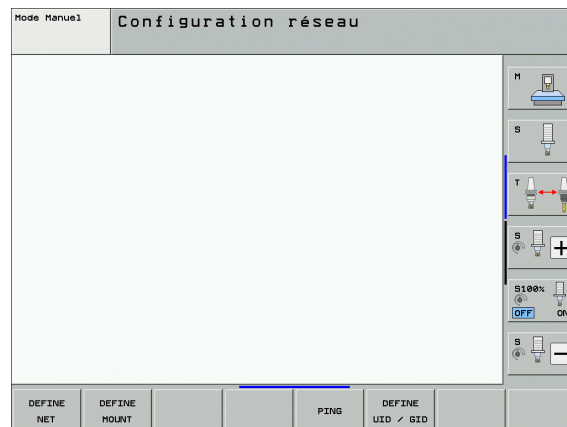 Mode Manuel
Configuration réseau
M
S
T
S
+
S100%
OFF ON
S
−
DEFINE NET
DEFINE MOUNT
PING
DEFINE UID / GID